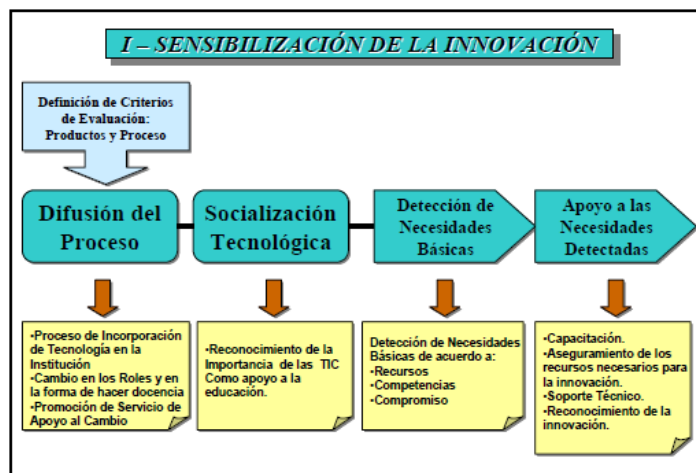 I – SENSIBILIZACIÓN DE LA INNOVACIÓN
Definición de Criterios
de Evaluación:
Productos y Proceso
Difusión del
Proceso
Socialización
Tecnológica
Detección de
Necesidades
Básicas
Apoyo a las
Necesidades
Detectadas
•Proceso de Incorporación
de Tecnología en la
Institución
•Cambio en los Roles y en
la forma de hacer docencia
•Promoción de Servicio de
Apoyo al Cambio
•Reconocimiento de la
Importancia de las TIC
Como apoyo a la
educación.
Detección de Necesidades
Básicas de acuerdo a:
•Recursos
•Competencias
•Compromiso
•Capacitación.
•Aseguramiento de los
recursos necesarios para
la innovación.
•Soporte Técnico.
•Reconocimiento de la
innovación.